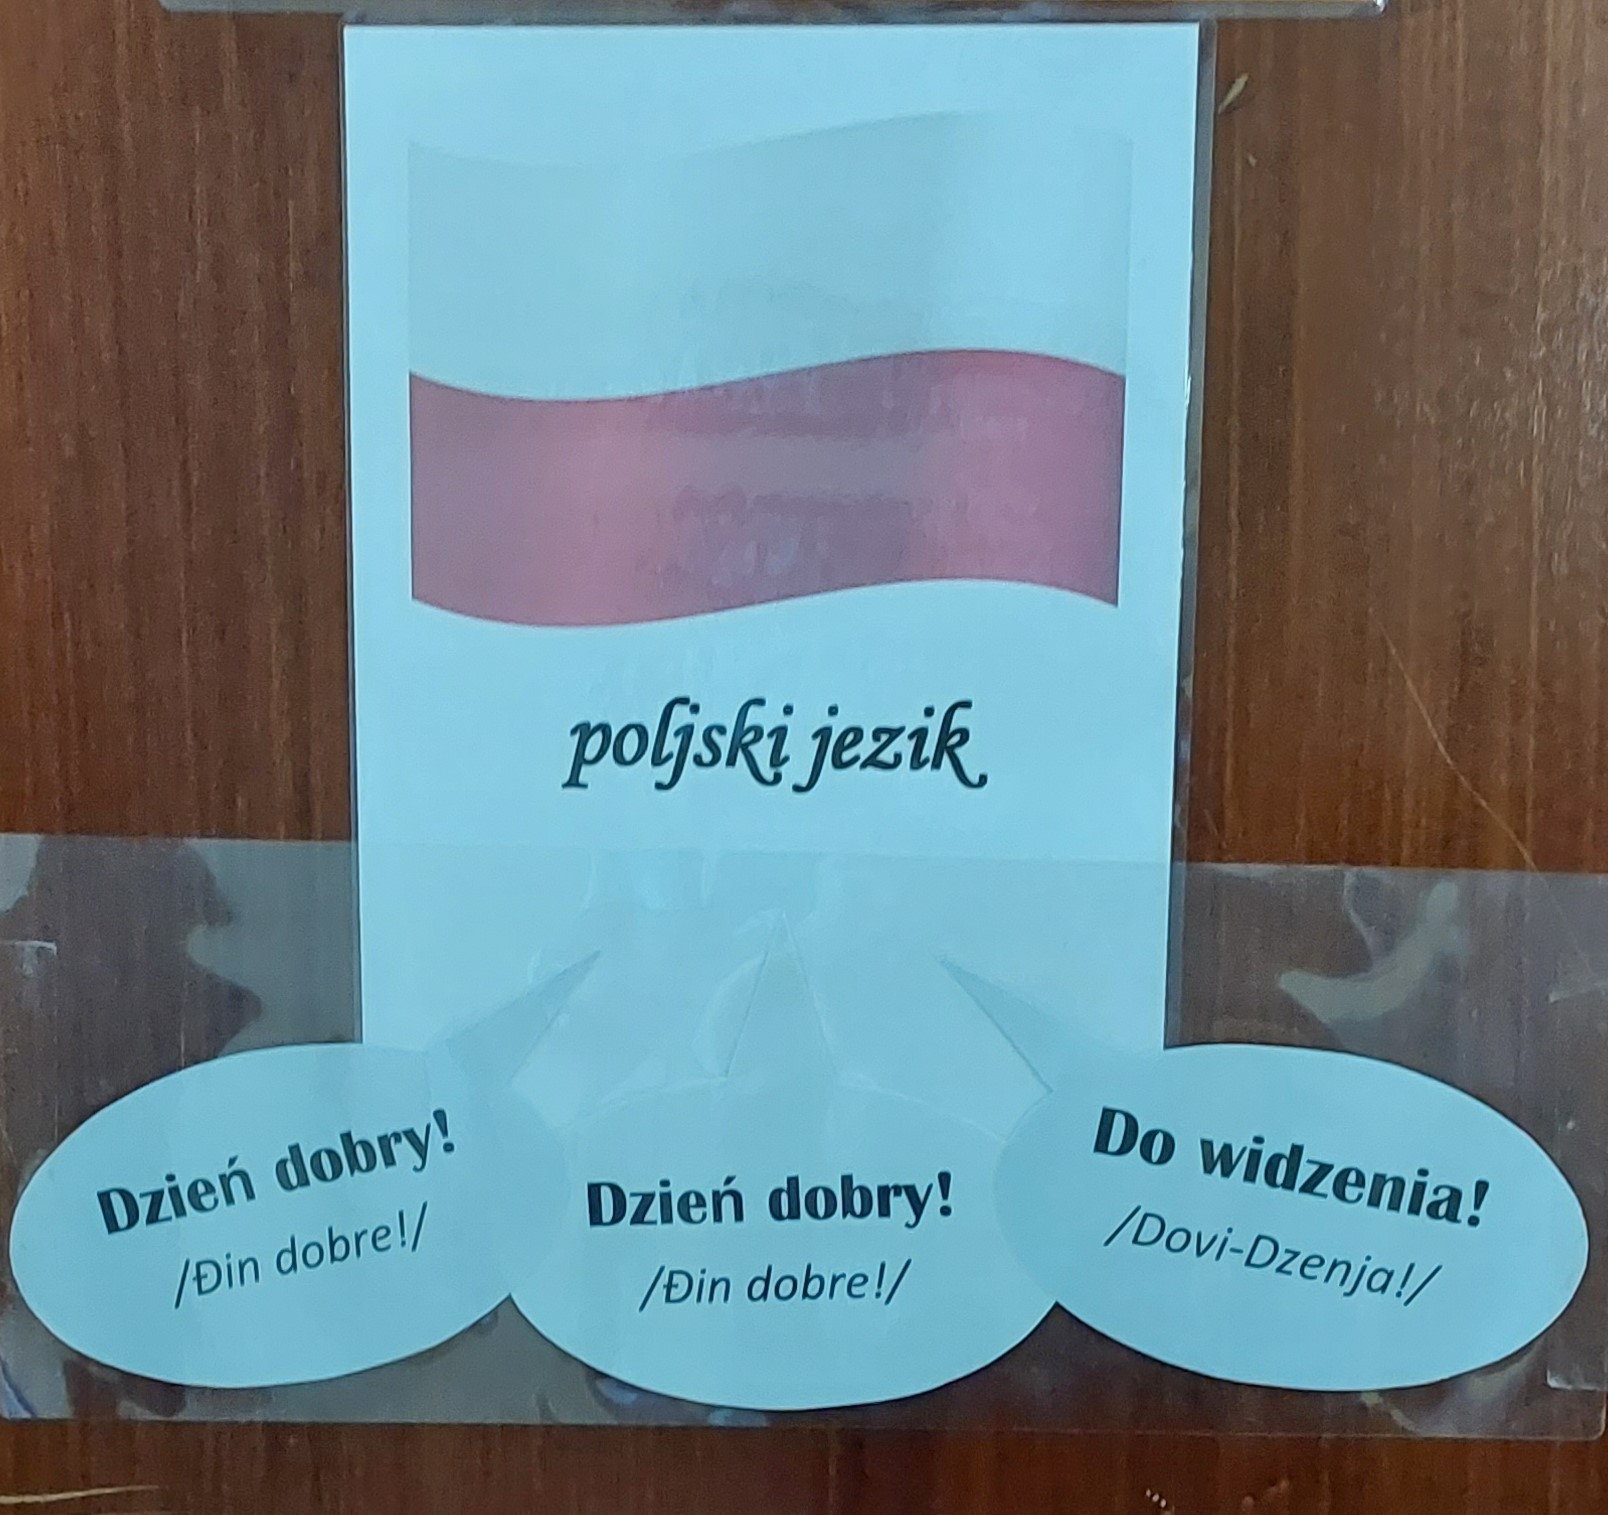 poljski jezik
Dzień dobry!
/Đin dobre!/
Dzień dobry!
/Đin dobre!/
Do widzenia!
/Dovi-Dzenja!/